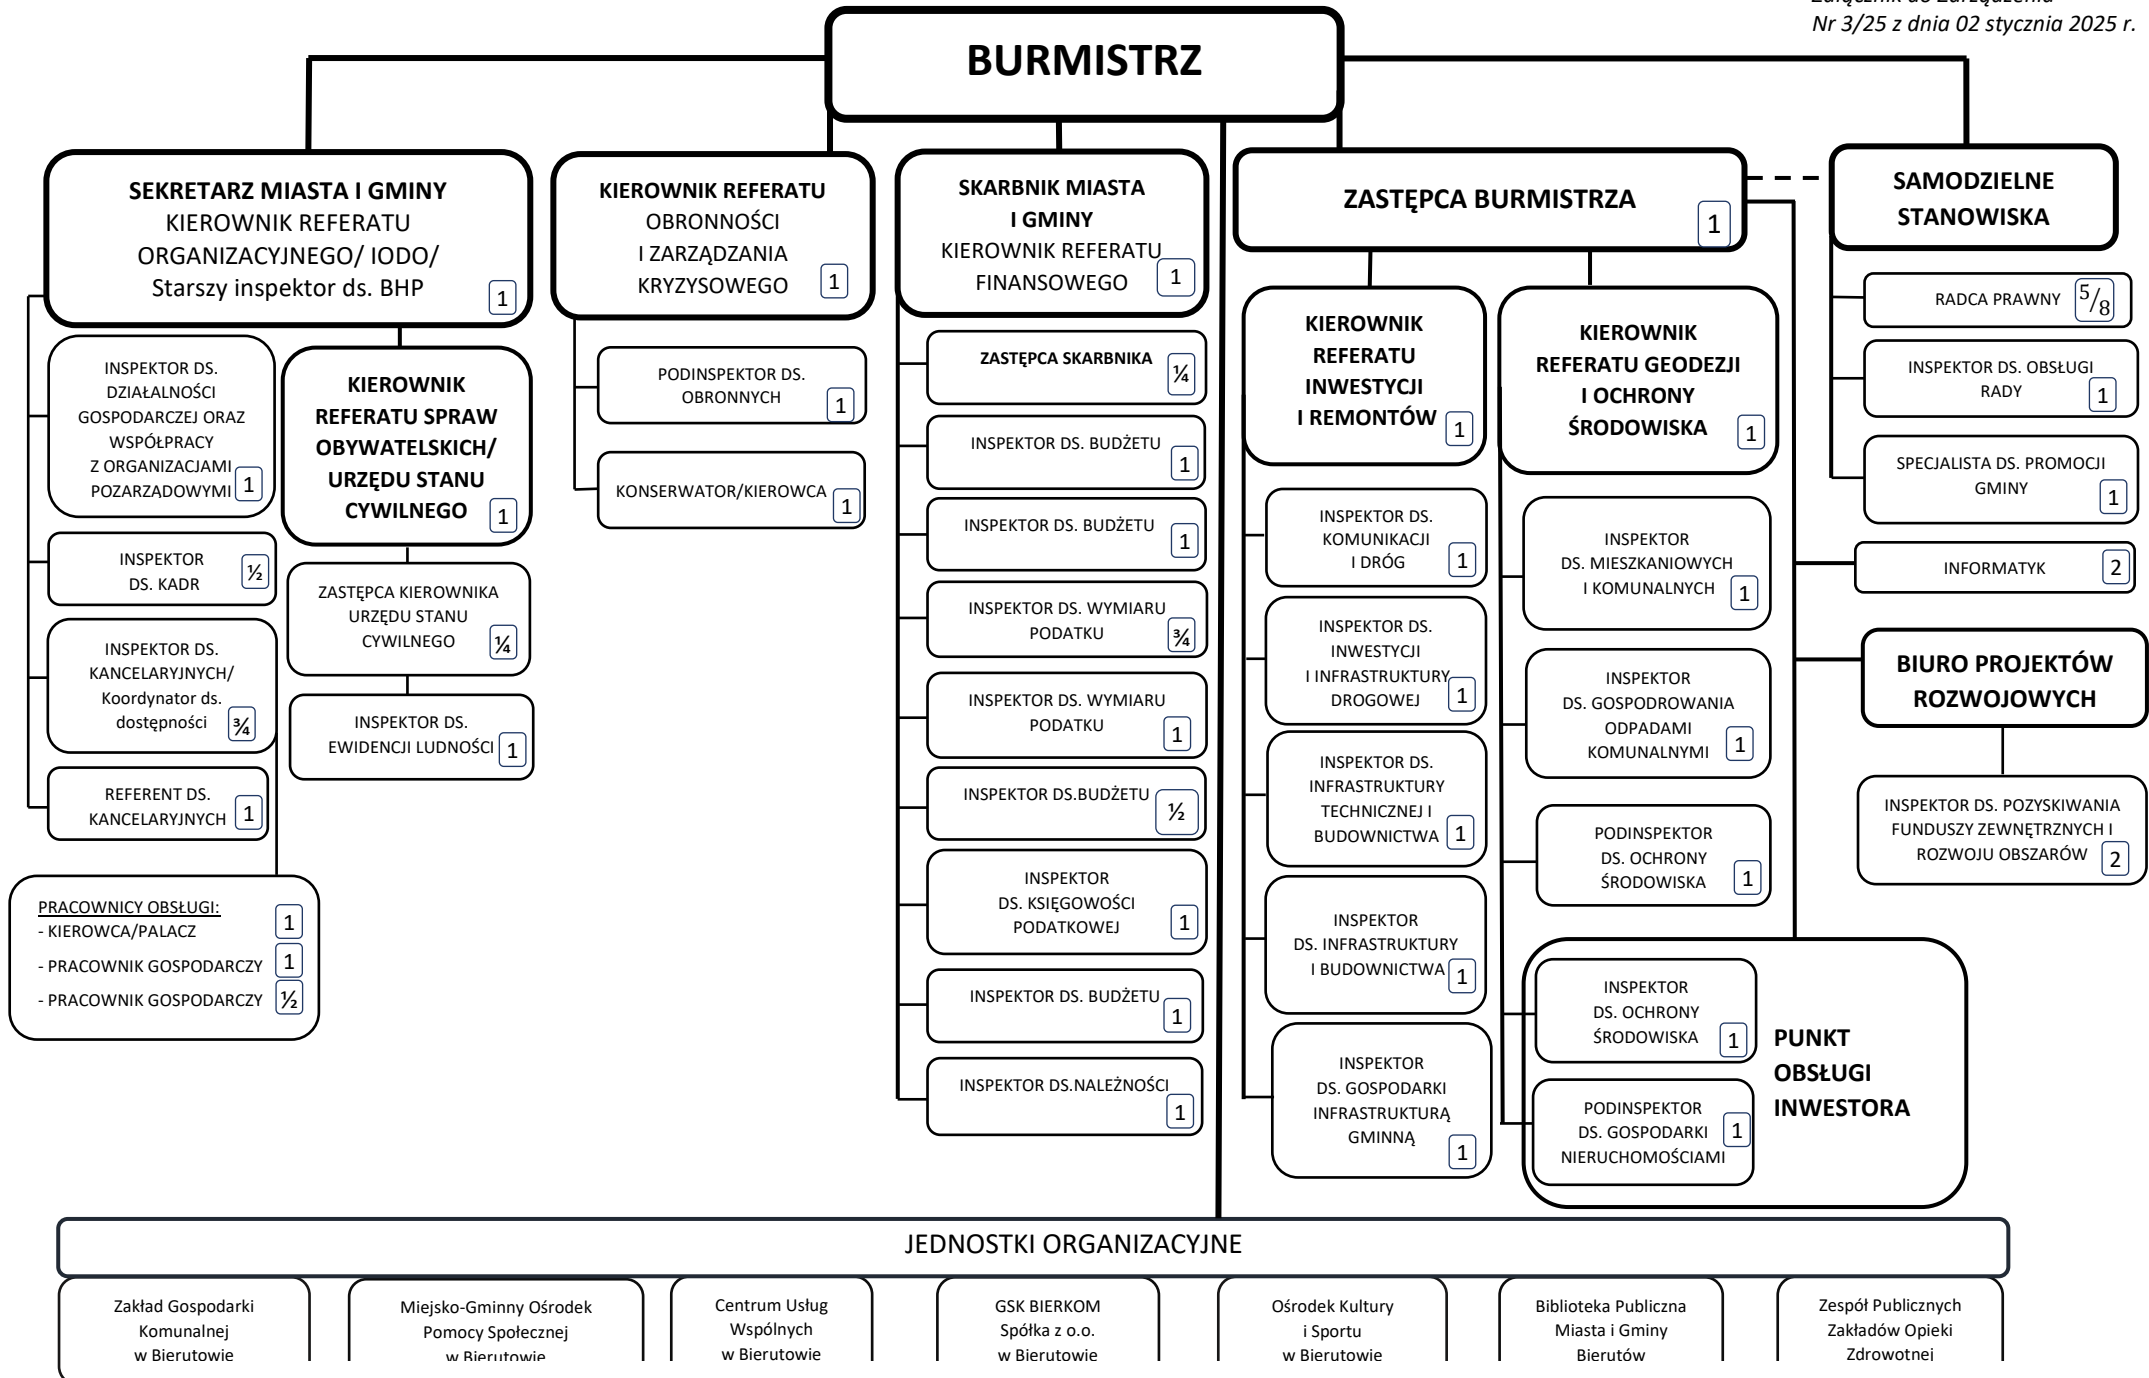 Załącznik do Zarządzenia
Nr 3/25 z dnia 02 stycznia 2025 r.
BURMISTRZ
SEKRETARZ MIASTA I GMINY
KIEROWNIK REFERATU
ORGANIZACYJNEGO/ IODO/
Starszy inspektor ds. BHP
1
INSPEKTOR DS.
DZIAŁALNOŚCI
GOSPODARCZEJ ORAZ
WSPÓŁPRACY
Z ORGANIZACJAMI
POZARZĄDOWYMI
1
INSPEKTOR
DS. KADR
½
INSPEKTOR DS.
KANCELARYJNYCH/
Koordynator ds.
dostępności
¾
REFERENT DS.
KANCELARYJNYCH
1
PRACOWNICY OBSŁUGI:
- KIEROWCA/PALACZ 1
- PRACOWNIK GOSPODARCZY 1
- PRACOWNIK GOSPODARCZY ½
KIEROWNIK
REFERATU SPRAW
OBYWATELSKICH/
URZĘDU STANU
CYWILNEGO
1
ZASTĘPCA KIEROWNIKA
URZĘDU STANU
CYWILNEGO
¼
INSPEKTOR DS.
EWIDENCJI LUDNOŚCI
1
KIEROWNIK REFERATU
OBRONNOŚCI
I ZARZĄDZANIA
KRYZYSOWEGO
1
PODINSPEKTOR DS.
OBRONNYCH
1
KONSERWATOR/KIEROWCA
1
SKARBNIK MIASTA
I GMINY
KIEROWNIK REFERATU
FINANSOWEGO
1
ZASTĘPCA SKARBNIKA
¼
INSPEKTOR DS. BUDŻETU
1
INSPEKTOR DS. BUDŻETU
1
INSPEKTOR DS. WYMIARU
PODATKU
¾
INSPEKTOR DS. WYMIARU
PODATKU
1
INSPEKTOR DS.BUDŻETU
½
INSPEKTOR
DS. KSIĘGOWOŚCI
PODATKOWEJ
1
INSPEKTOR DS. BUDŻETU
1
INSPEKTOR DS.NALEŻNOŚCI
1
ZASTĘPCA BURMISTRZA
1
KIEROWNIK
REFERATU
INWESTYCJI
I REMONTÓW
1
INSPEKTOR DS.
KOMUNIKACJI
I DRÓG
1
INSPEKTOR DS.
INWESTYCJI
I INFRASTRUKTURY
DROGOWEJ
1
INSPEKTOR DS.
INFRASTRUKTURY
TECHNICZNEJ I
BUDOWNICTWA
1
INSPEKTOR
DS. INFRASTRUKTURY
I BUDOWNICTWA
1
INSPEKTOR
DS. GOSPODARKI
INFRASTRUKTURĄ
GMINNĄ
1
KIEROWNIK
REFERATU GEODEZJI
I OCHRONY
ŚRODOWISKA
1
INSPEKTOR
DS. MIESZKANIOWYCH
I KOMUNALNYCH
1
INSPEKTOR
DS. GOSPODROWANIA
ODPADAMI
KOMUNALNYMI
1
PODINSPEKTOR
DS. OCHRONY
ŚRODOWISKA
1
INSPEKTOR
DS. OCHRONY
ŚRODOWISKA
1
PODINSPEKTOR
DS. GOSPODARKI
NIERUCHOMOŚCIAMI
1
PUNKT
OBSŁUGI
INWESTORA
SAMODZIELNE
STANOWISKA
RADCA PRAWNY
5/8
INSPEKTOR DS. OBSŁUGI
RADY
1
SPECJALISTA DS. PROMOCJI
GMINY
1
INFORMATYK
2
BIURO PROJEKTÓW
ROZWOJOWYCH
INSPEKTOR DS. POZYSKIWANIA
FUNDUSZY ZEWNĘTRZNYCH I
ROZWOJU OBSZARÓW
2
JEDNOSTKI ORGANIZACYJNE
Zakład Gospodarki
Komunalnej
w Bierutowie
Miejsko-Gminny Ośrodek
Pomocy Społecznej
w Bierutowie
Centrum Usług
Wspólnych
w Bierutowie
GSK BIERKOM
Spółka z o.o.
w Bierutowie
Ośrodek Kultury
i Sportu
w Bierutowie
Biblioteka Publiczna
Miasta i Gminy
Bierutów
Zespół Publicznych
Zakładów Opieki
Zdrowotnej